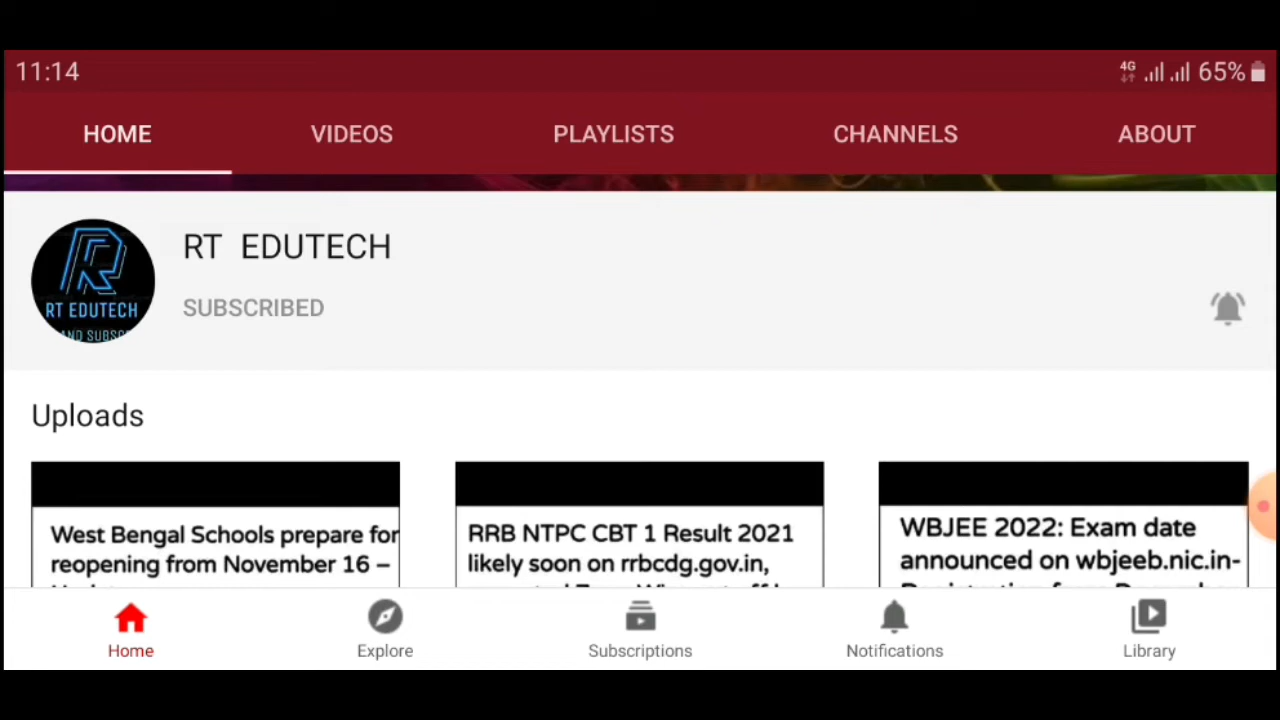 11:14
4G
65%
HOME
VIDEOS
PLAYLISTS
CHANNELS
ABOUT
RT EDUTECH
SUBSCRIBED
RT EDUTECH
AND
Uploads
West Bengal Schools prepare for
reopening from November 16 –
RRB NTPC CBT 1 Result 2021
likely soon on rrbcdg.gov.in,
WBJEE 2022: Exam date
announced on wbjeeb.nic.in-
Home
Explore
Subscriptions
Notifications
Library